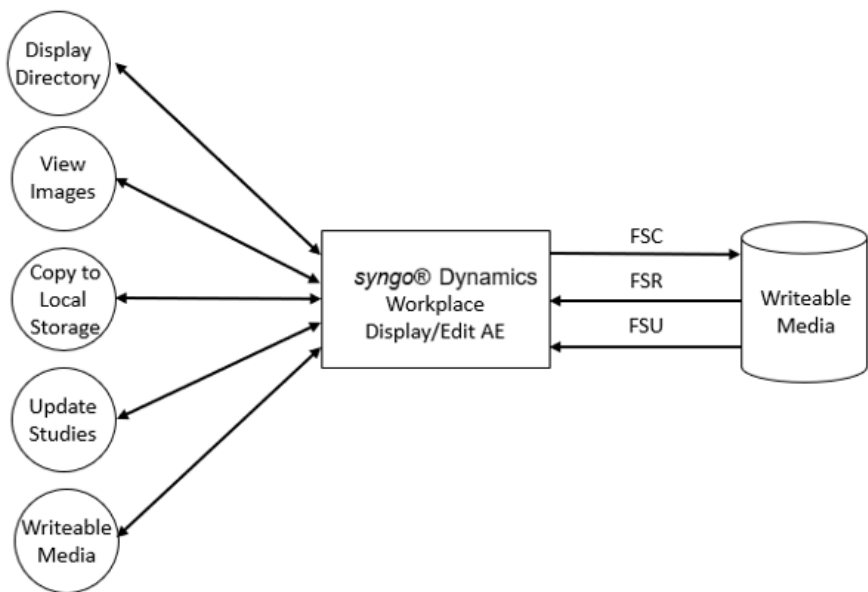 Display
Directory
View
Images
Copy to
Local
Storage
Update
Studies
Writeable
Media
syngo® Dynamics
Workplace
Display/Edit AE
FSC
FSR
FSU
Writeable
Media